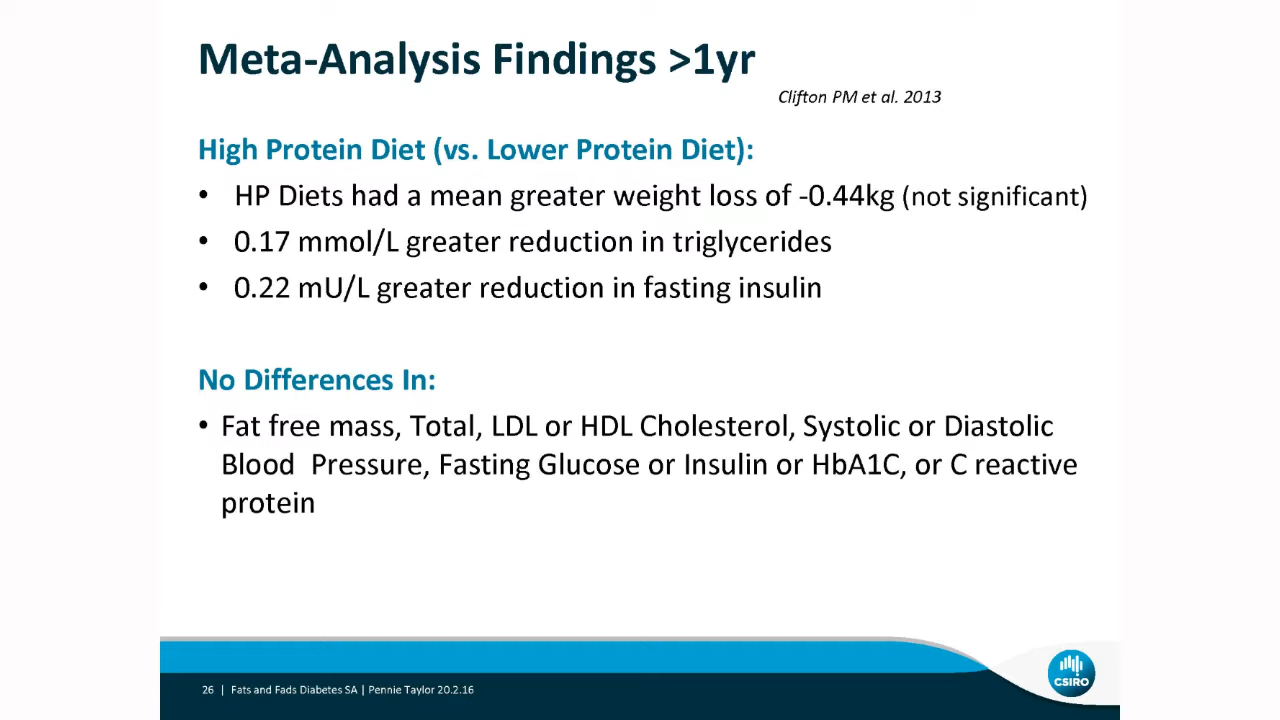 Meta-Analysis Findings >1yr
Clifton PM et al. 2013
High Protein Diet (vs. Lower Protein Diet):
• HP Diets had a mean greater weight loss of -0.44kg (not significant)
• 0.17 mmol/L greater reduction in triglycerides
• 0.22 mU/L greater reduction in fasting insulin
No Differences In:
• Fat free mass, Total, LDL or HDL Cholesterol, Systolic or Diastolic
Blood Pressure, Fasting Glucose or Insulin or HbA1C, or C reactive
protein
26 | Fats and Fads Diabetes SA | Pennie Taylor 20.2.16
CSIRO